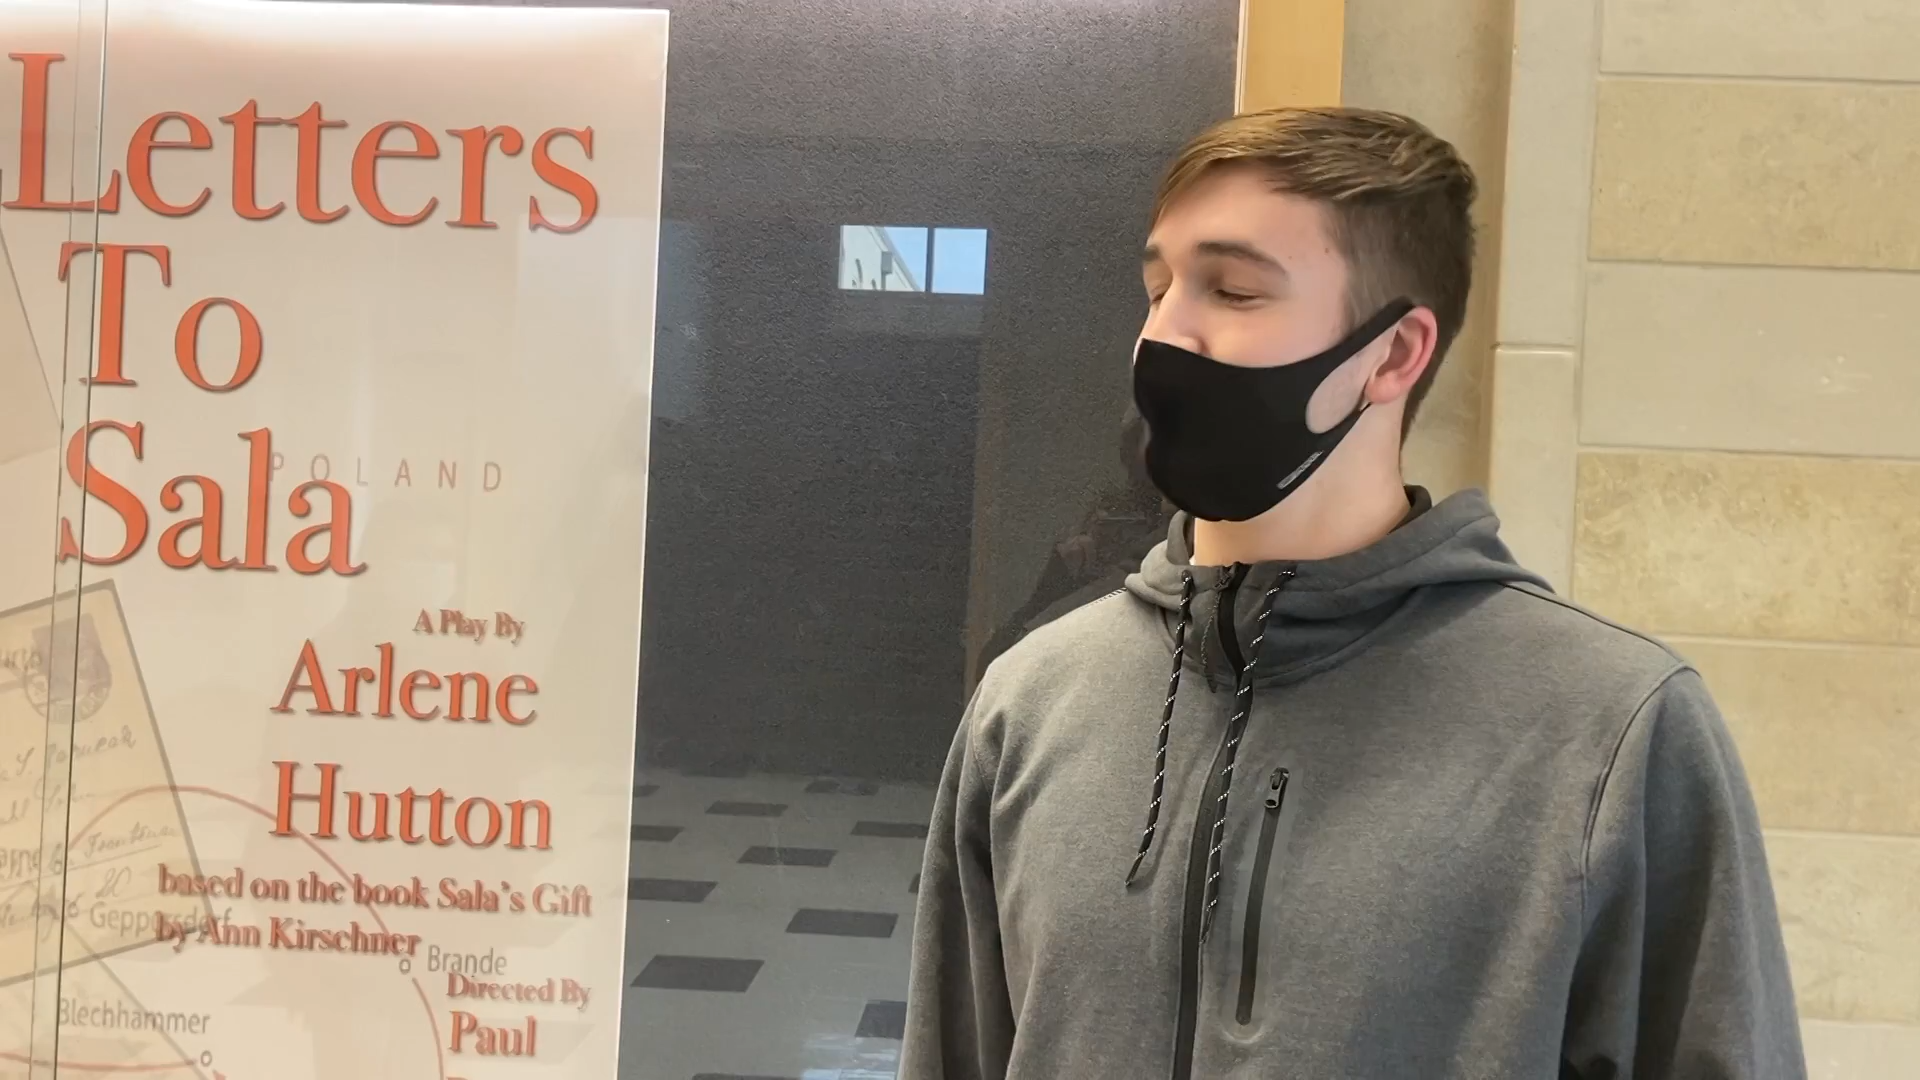 Letters
To
Sala
POLAND
A Play By
Arlene
Hutton
based on the book Sala's Gift
by Ann Kirschner
Geppersdorf
Brande
Directed By
Paul
Blechhammer